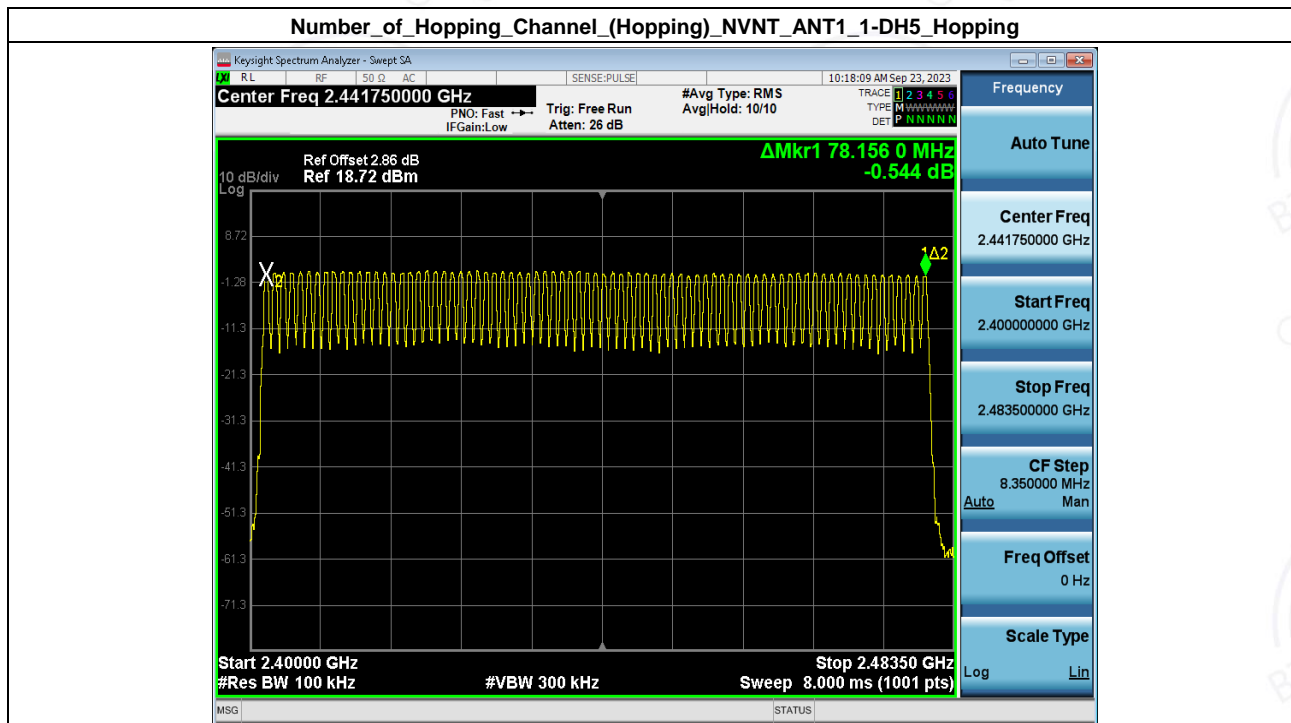 Number_of_Hopping_Channel_(Hopping)_NVNT_ANT1_1-DH5_Hopping
Keysight Spectrum Analyzer - Swept SA
LXI RL RF 50 Ω AC SENSE:PULSE 10:18:09 AM Sep 23, 2023
Center Freq 2.441750000 GHz
PNO: Fast
IFGain:Low
Trig: Free Run
Atten: 26 dB
#Avg Type: RMS
Avg|Hold: 10/10
TRACE 1 2 3 4 5 6
TYPE M WWWWW
DET P N N N N N
Frequency
Auto Tune
Center Freq
2.441750000 GHz
Start Freq
2.400000000 GHz
Stop Freq
2.483500000 GHz
CF Step
8.350000 MHz
Auto Man
Freq Offset
0 Hz
Scale Type
Log Lin
ΔMkr1 78.156 0 MHz
-0.544 dB
Ref Offset 2.86 dB
10 dB/div Ref 18.72 dBm
Log
8.72
-1.28
-11.3
-21.3
-31.3
-41.3
-51.3
-61.3
-71.3
X2
1Δ2
Start 2.40000 GHz Stop 2.48350 GHz
#Res BW 100 kHz #VBW 300 kHz Sweep 8.000 ms (1001 pts)
MSG STATUS